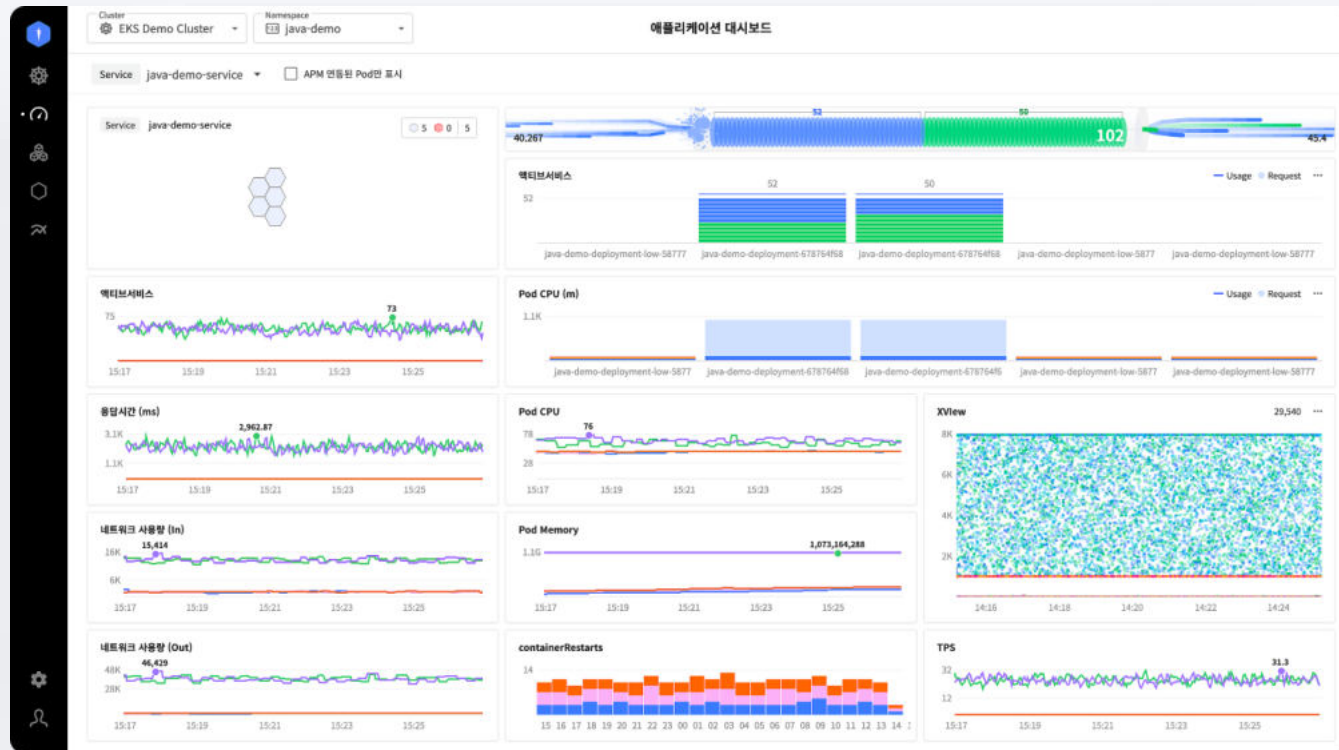 Cluster
EKS Demo Cluster
Namespace
java-demo
애플리케이션 대시보드
Service java-demo-service
APM 연동된 Pod만 표시
Service java-demo-service
5 0 5
52 50
40.267 102 45.4
액티브서비스
Usage Request
52 50
52
java-demo-deployment-low-58777 java-demo-deployment-678764f68 java-demo-deployment-678764f68 java-demo-deployment-low-5877 java-demo-deployment-low-58777
액티브서비스
73
75
15:17 15:19 15:21 15:23 15:25
Pod CPU (m)
Usage Request
1.1K
java-demo-deployment-low-5877 java-demo-deployment-678764f68 java-demo-deployment-678764f6 java-demo-deployment-low-5877 java-demo-deployment-low-58777
응답시간 (ms)
2,962.87
3.1K
1.1K
15:17 15:19 15:21 15:23 15:25
Pod CPU
76
78
28
15:17 15:19 15:21 15:23 15:25
XView
29,540
8K
6K
4K
2K
14:16 14:18 14:20 14:22 14:24
네트워크 사용량 (In)
15,414
16K
6K
15:17 15:19 15:21 15:23 15:25
Pod Memory
1,073,164,288
1.1G
15:17 15:19 15:21 15:23 15:25
네트워크 사용량 (Out)
46,429
48K
28K
15:17 15:19 15:21 15:23 15:25
containerRestarts
14
15 16 17 18 19 20 21 22 23 00 01 02 03 04 05 06 07 08 09 10 11 12 13 14
TPS
31.3
32
12
15:17 15:19 15:21 15:23 15:25